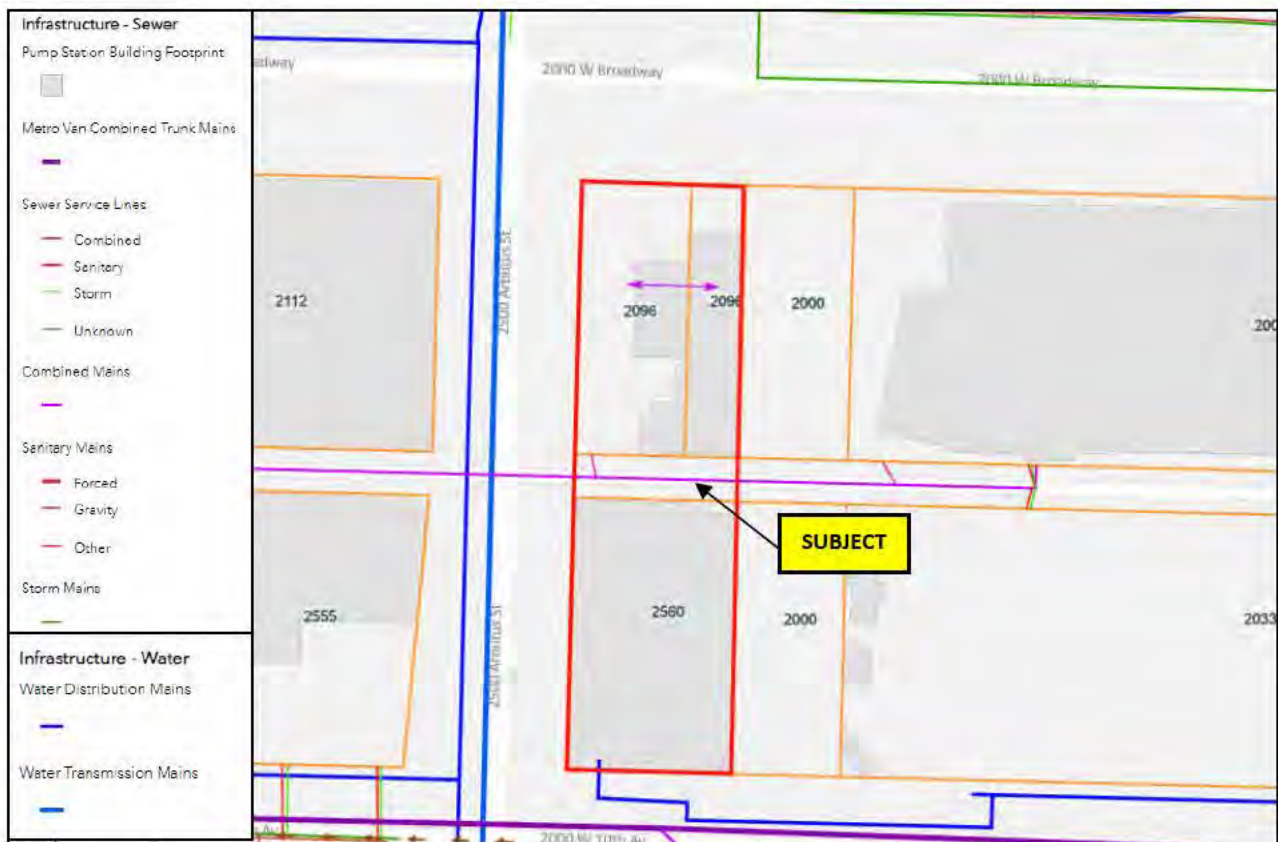 Infrastructure - Sewer
Pump Station Building Footprint
Metro Van Combined Trunk Mains
Sewer Service Lines
Combined
Sanitary
Storm
Unknown
Combined Mains
Sanitary Mains
Forced
Gravity
Other
Storm Mains
Infrastructure - Water
Water Distribution Mains
Water Transmission Mains
adway
2000 W Broadway
2000 W Broadway
2500 Arbutus St
2112
2096
2096
2000
200
SUBJECT
2555
2500 Arbutus St
2560
2000
2033
Av
2000 W 10th Av